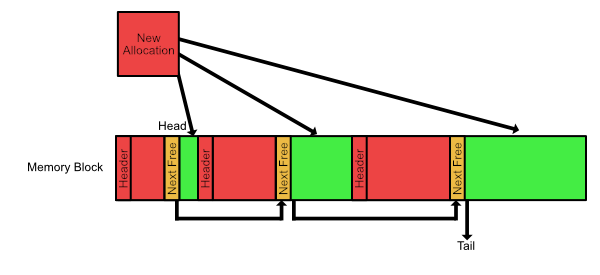 New
Allocation
Head
Memory Block
Header
Next Free
Header
Next Free
Header
Next Free
Tail